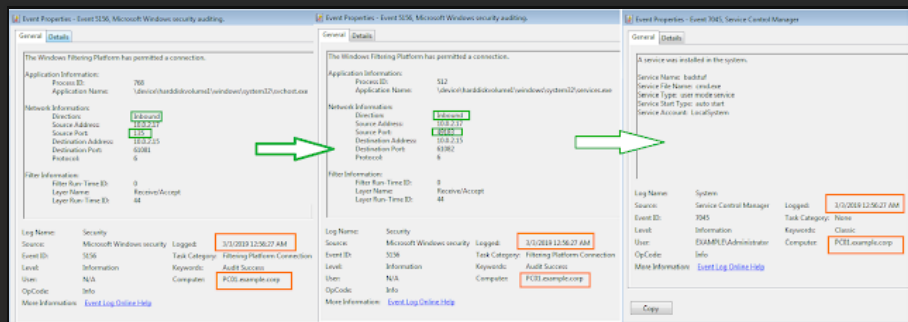 Event Properties - Event 5156, Microsoft Windows security auditing.
General Details
The Windows Filtering Platform has permitted a connection.
Application Information:
Process ID: 768
Application Name: \device\harddiskvolume1\windows\system32\svchost.exe
Network Information:
Direction: Inbound
Source Address: 10.0.2.17
Source Port: 135
Destination Address: 10.0.2.15
Destination Port: 61081
Protocol: 6
Filter Information:
Filter Run-Time ID: 0
Layer Name: Receive/Accept
Layer Run-Time ID: 44
Log Name: Security
Source: Microsoft Windows security Logged: 3/3/2019 12:56:27 AM
Event ID: 5156 Task Category: Filtering Platform Connection
Level: Information Keywords: Audit Success
User: N/A Computer: PC01.example.corp
OpCode: Info
More Information: Event Log Online Help
Event Properties - Event 5156, Microsoft Windows security auditing.
General Details
The Windows Filtering Platform has permitted a connection.
Application Information:
Process ID: 512
Application Name: \device\harddiskvolume1\windows\system32\services.exe
Network Information:
Direction: Inbound
Source Address: 10.0.2.17
Source Port:
Destination Address: 10.0.2.15
Destination Port: 61082
Protocol: 6
Filter Information:
Filter Run-Time ID: 0
Layer Name: Receive/Accept
Layer Run-Time ID: 44
Log Name: Security
Source: Microsoft Windows security Logged: 3/3/2019 12:56:27 AM
Event ID: 5156 Task Category: Filtering Platform Connection
Level: Information Keywords: Audit Success
User: N/A Computer: PC01.example.corp
OpCode: Info
More Information: Event Log Online Help
Event Properties - Event 7045, Service Control Manager
General Details
A service was installed in the system.
Service Name:
Service File Name: cmd.exe
Service Type: user mode service
Service Start Type: auto start
Service Account: LocalSystem
Log Name: System
Source: Service Control Manager Logged: 3/3/2019 12:56:27 AM
Event ID: 7045 Task Category: None
Level: Information Keywords: Classic
User: EXAMPLE\Administrator Computer: PC01.example.corp
OpCode: Info
More Information: Event Log Online Help
Copy